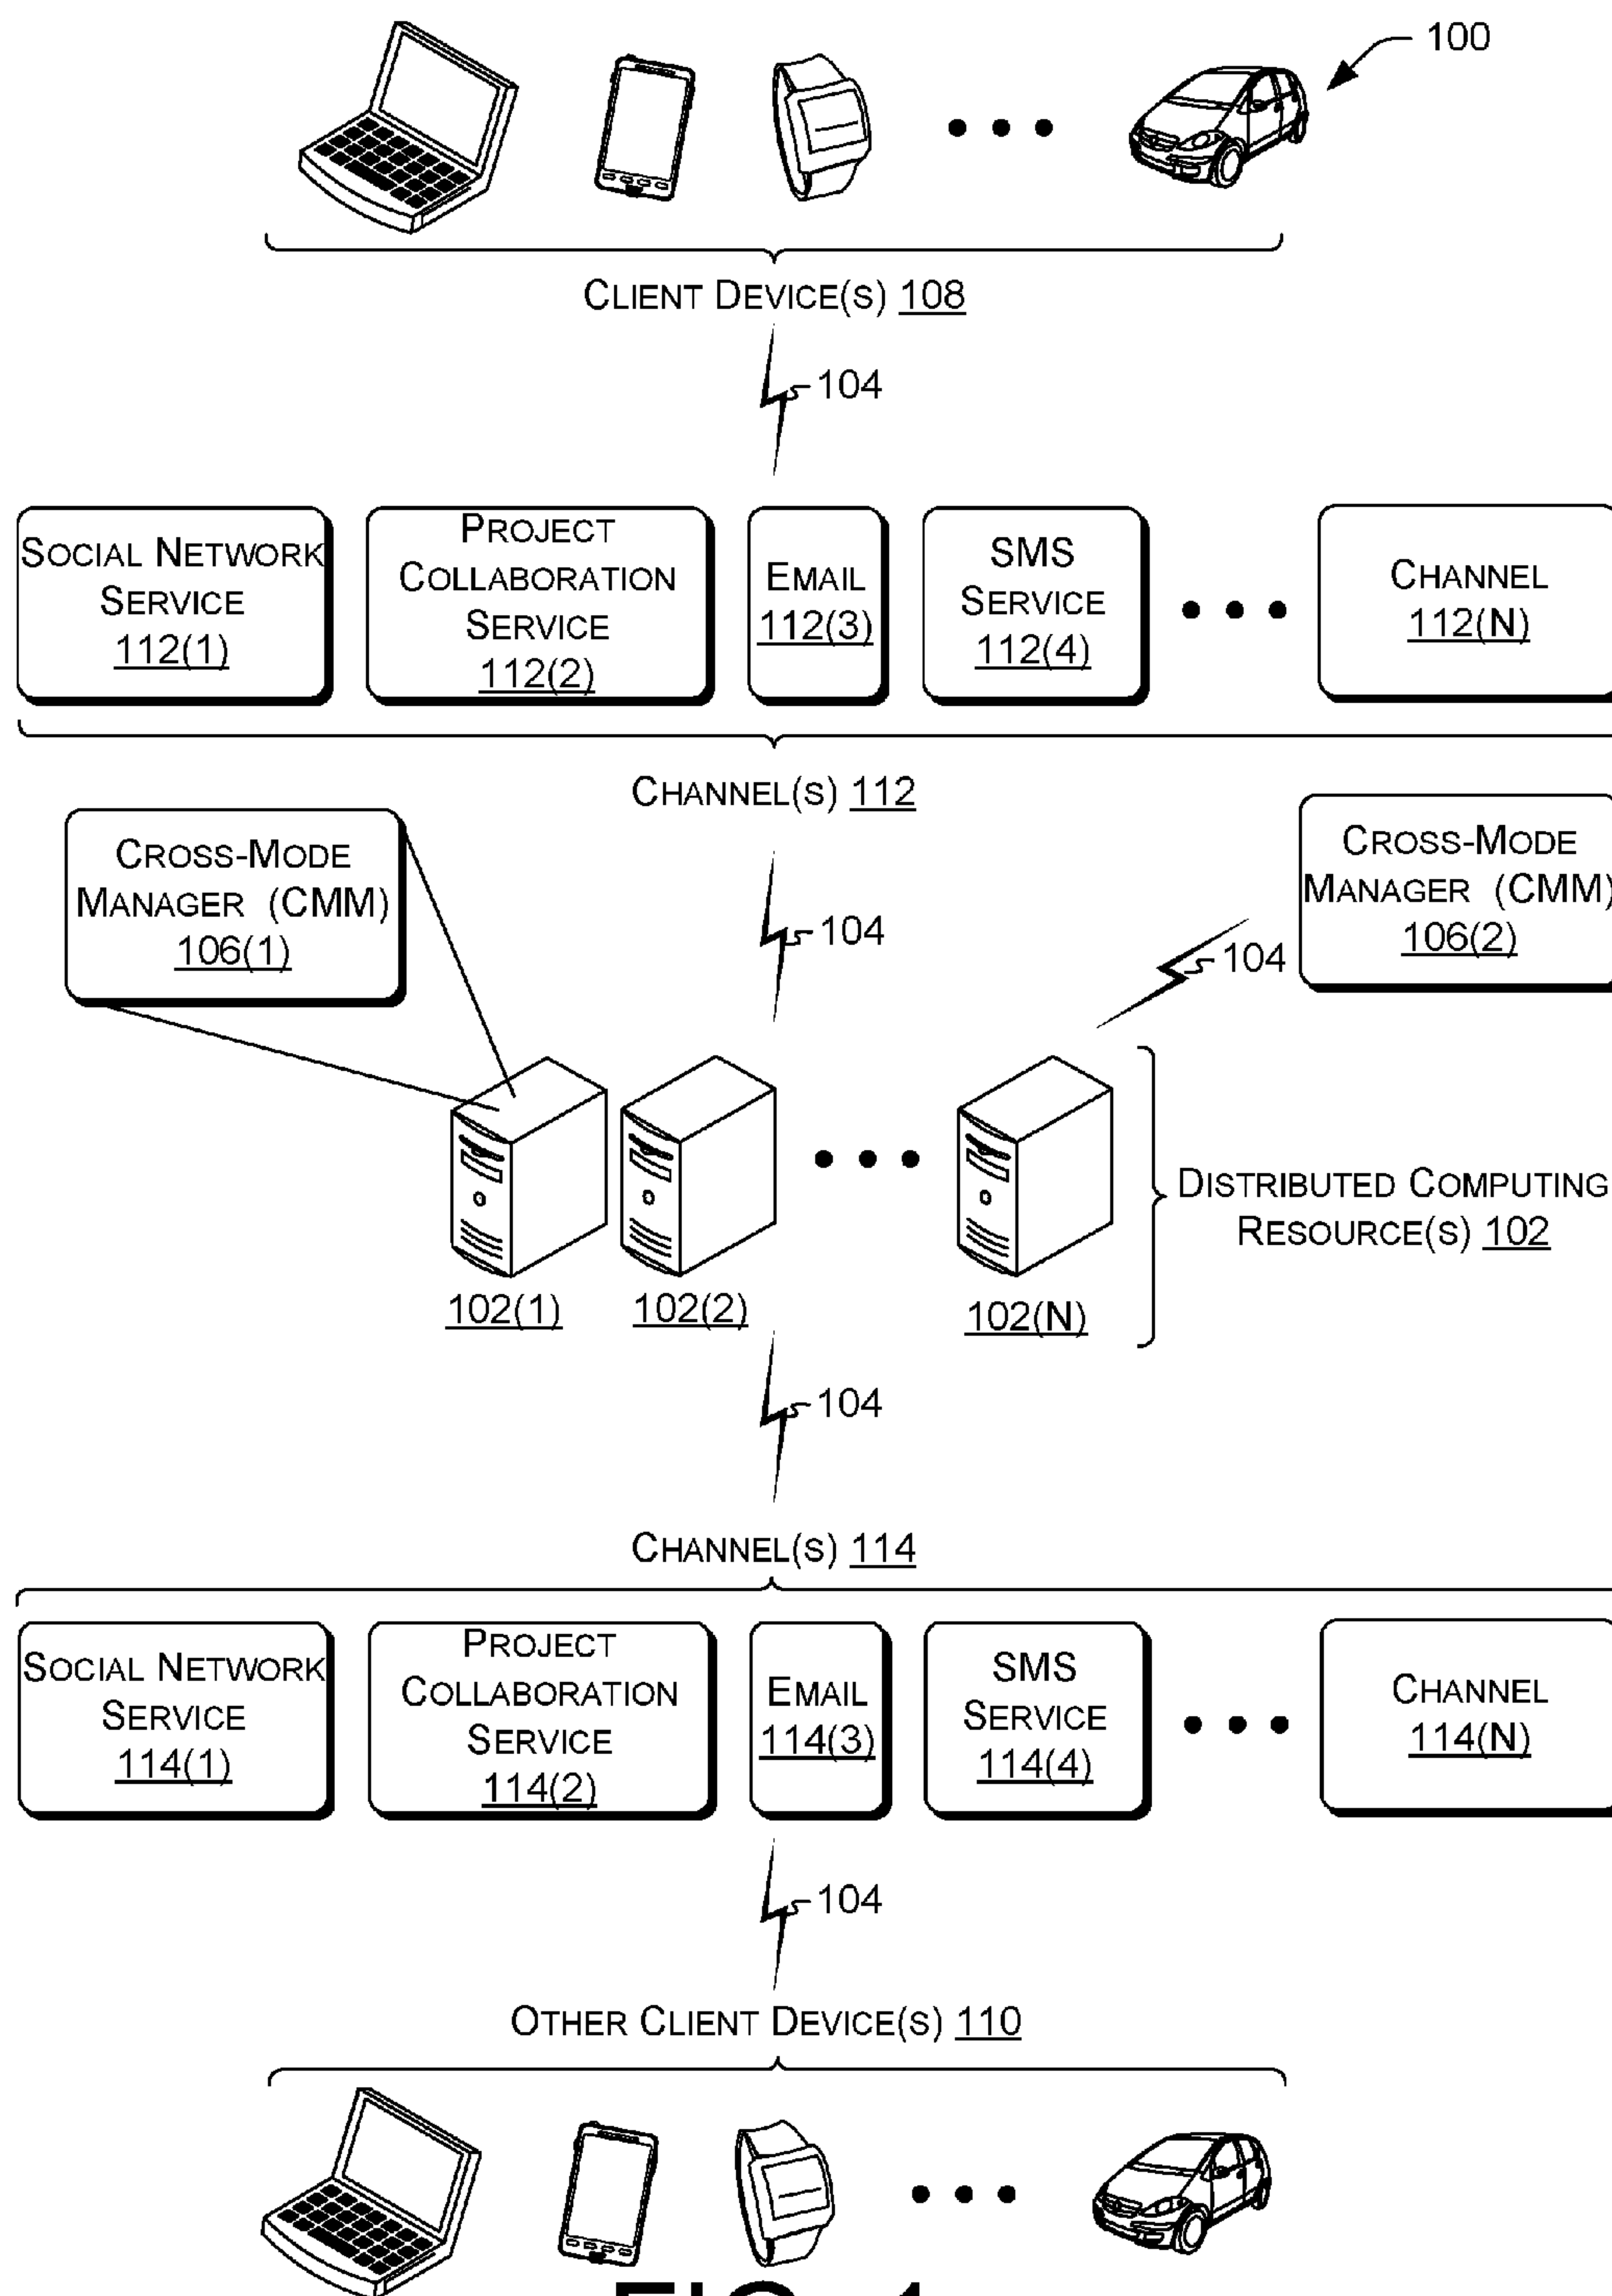 100
CLIENT DEVICE(S) 108
104
SOCIAL NETWORK
SERVICE
112(1)
PROJECT
COLLABORATION
SERVICE
112(2)
EMAIL
112(3)
SMS
SERVICE
112(4)
CHANNEL
112(N)
CHANNEL(S) 112
CROSS-MODE
MANAGER (CMM)
106(1)
104
104
CROSS-MODE
MANAGER (CMM)
106(2)
DISTRIBUTED COMPUTING
RESOURCE(S) 102
102(1)
102(2)
102(N)
104
CHANNEL(S) 114
SOCIAL NETWORK
SERVICE
114(1)
PROJECT
COLLABORATION
SERVICE
114(2)
EMAIL
114(3)
SMS
SERVICE
114(4)
CHANNEL
114(N)
104
OTHER CLIENT DEVICE(S) 110
FIG. 1